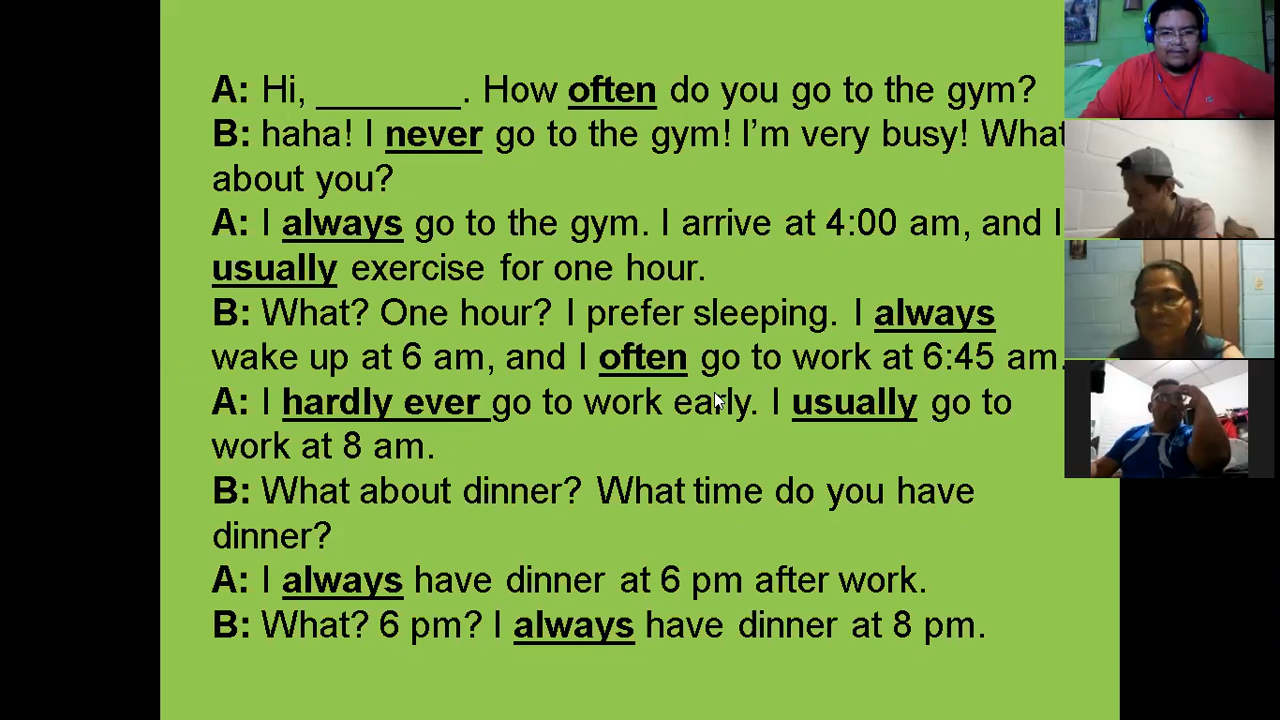 A: Hi, _______. How often do you go to the gym?
B: haha! I never go to the gym! I'm very busy! What
about you?
A: I always go to the gym. I arrive at 4:00 am, and I
usually exercise for one hour.
B: What? One hour? I prefer sleeping. I always
wake up at 6 am, and I often go to work at 6:45 am.
A: I hardly ever go to work early. I usually go to
work at 8 am.
B: What about dinner? What time do you have
dinner?
A: I always have dinner at 6 pm after work.
B: What? 6 pm? I always have dinner at 8 pm.